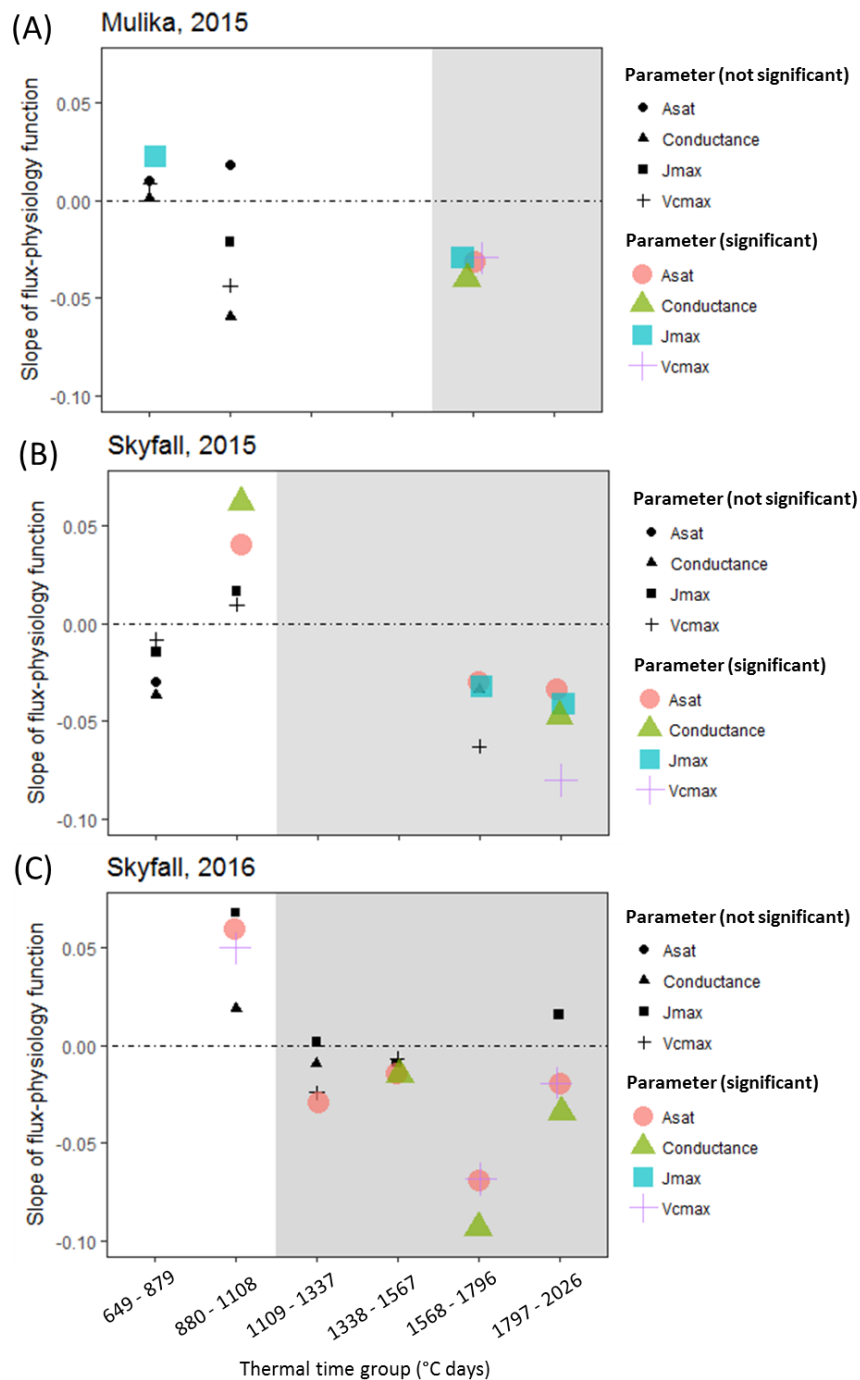 (A)
Mulika, 2015
Slope of flux-physiology function
0.05
0.00
-0.05
-0.10
Parameter (not significant)
Asat
Conductance
Jmax
Vcmax
Parameter (significant)
Asat
Conductance
Jmax
Vcmax
(B)
Skyfall, 2015
Slope of flux-physiology function
0.05
0.00
-0.05
-0.10
Parameter (not significant)
Asat
Conductance
Jmax
Vcmax
Parameter (significant)
Asat
Conductance
Jmax
Vcmax
(C)
Skyfall, 2016
Slope of flux-physiology function
0.05
0.00
-0.05
-0.10
Parameter (not significant)
Asat
Conductance
Jmax
Vcmax
Parameter (significant)
Asat
Conductance
Jmax
Vcmax
649 - 879
880 - 1108
1109 - 1337
1338 - 1567
1568 - 1796
1797 - 2026
Thermal time group (°C days)